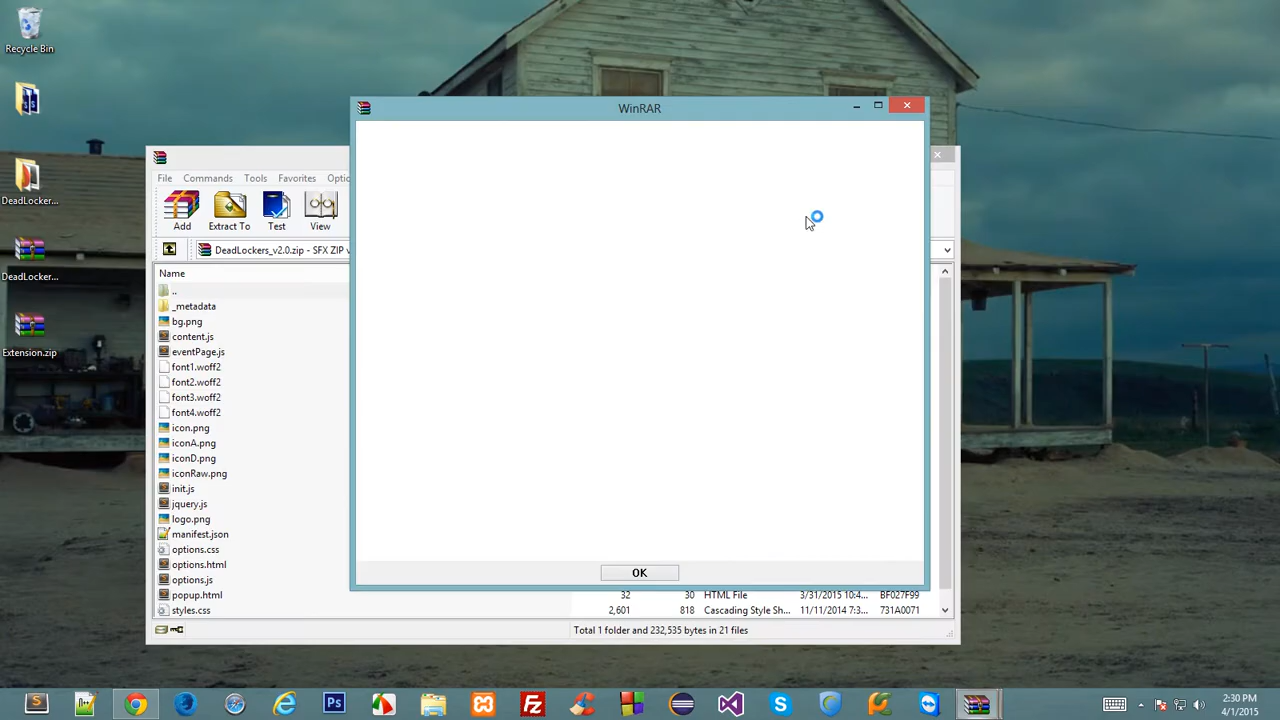 Recycle Bin
DeadLocker...
DeadLocker...
Extension.zip
WinRAR
File Commands Tools Favorites Optio
Add Extract To Test View
DeadLockers_v2.0.zip - SFX ZIP v
Name
..
_metadata
bg.png
content.js
eventPage.js
font1.woff2
font2.woff2
font3.woff2
font4.woff2
icon.png
iconA.png
iconD.png
iconRaw.png
init.js
jquery.js
logo.png
manifest.json
options.css
options.html
options.js
popup.html 32 30 HTML File 3/31/2015 10:4... BF027F99
styles.css 2,601 818 Cascading Style Sh... 11/11/2014 7:3... 731A0071
OK
Total 1 folder and 232,535 bytes in 21 files
2:30 PM
4/1/2015